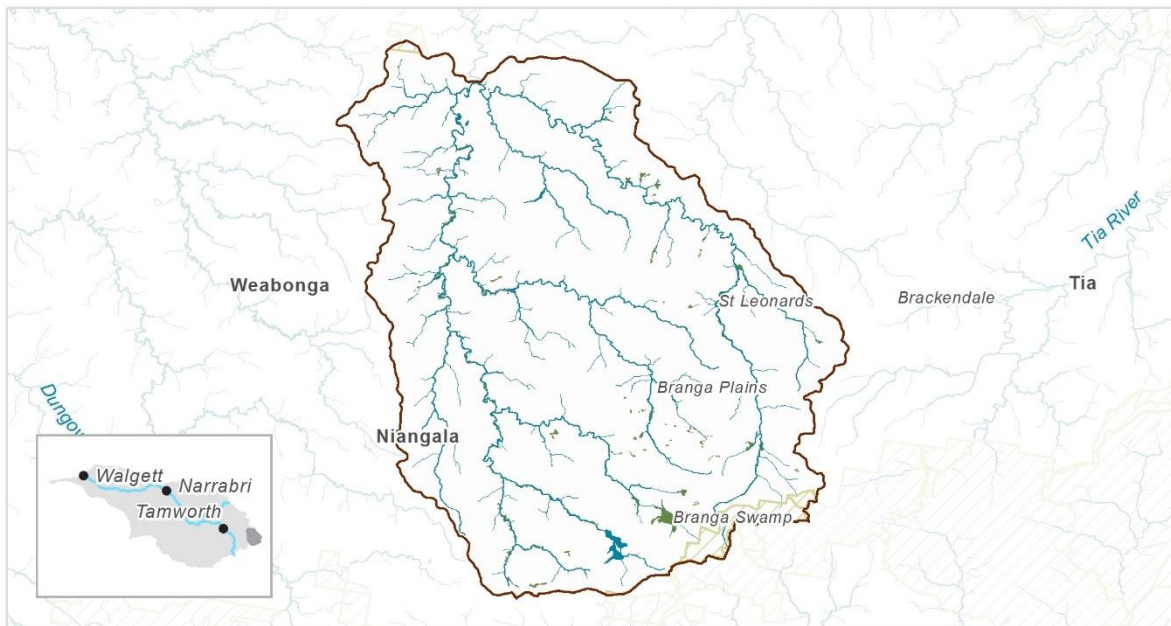 Tia River
Weabonga
Tia
Brackendale
St Leonards
Branga Plains
Niangala
Branga Swamp
Walgett
Narrabri
Tamworth